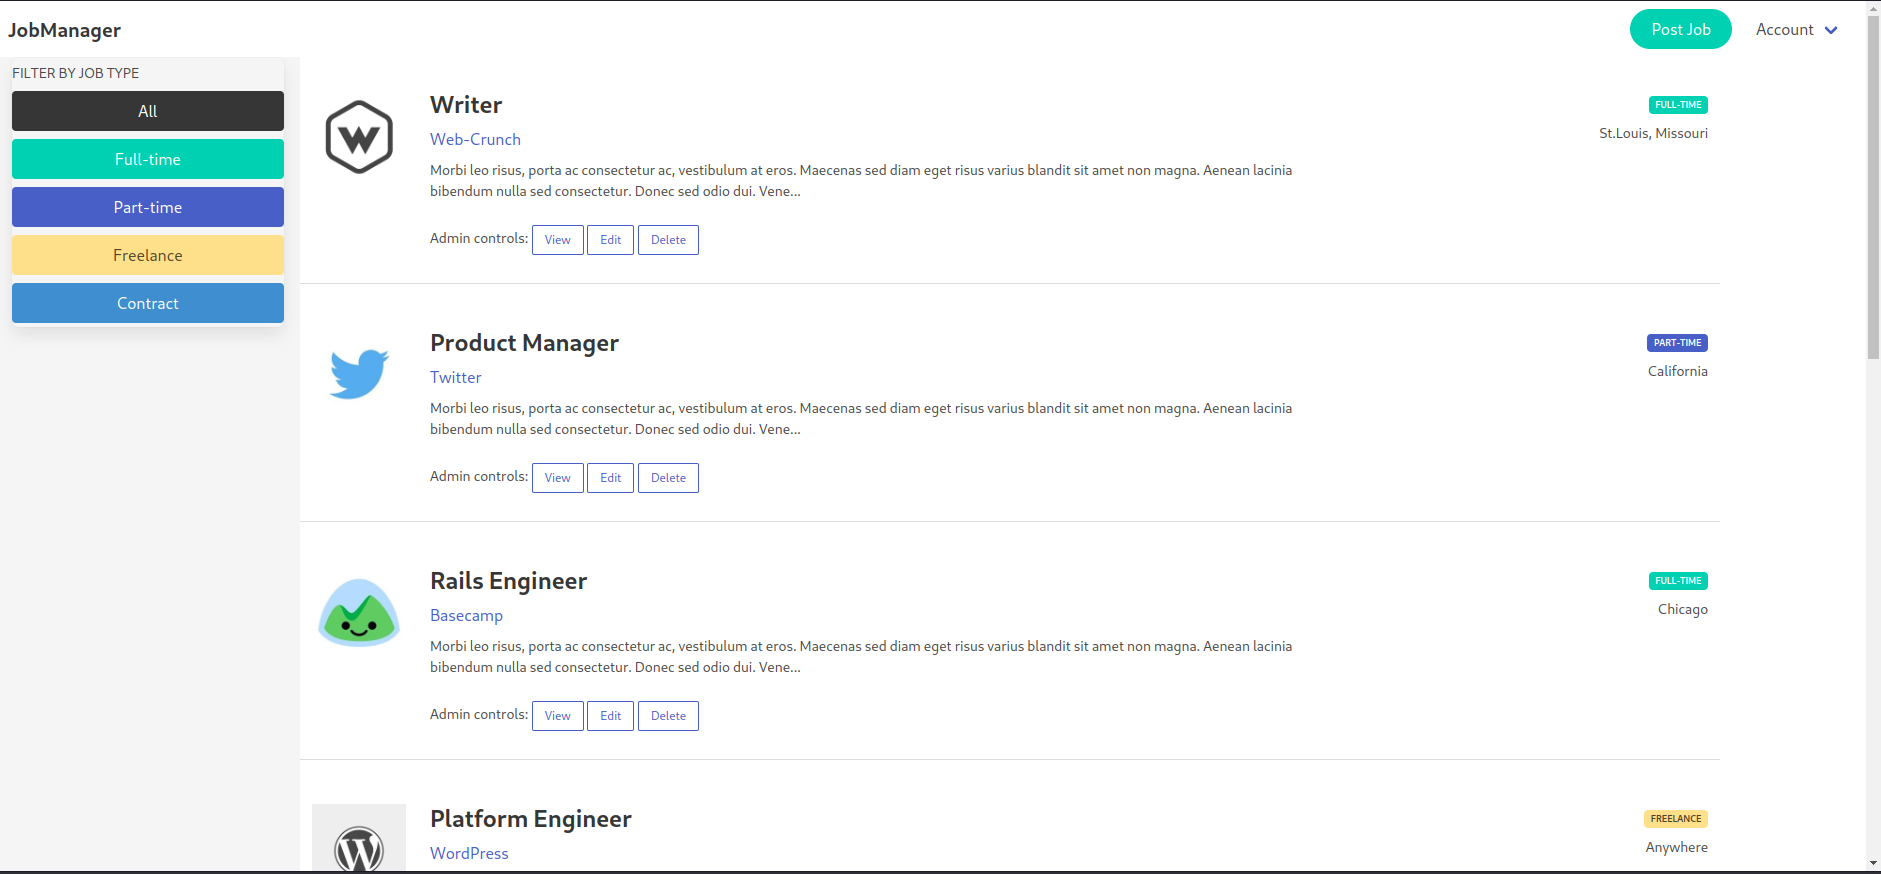 JobManager
Post Job
Account
FILTER BY JOB TYPE
All
Full-time
Part-time
Freelance
Contract
W
Writer
FULL-TIME
Web-Crunch
St.Louis, Missouri
Morbi leo risus, porta ac consectetur ac, vestibulum at eros. Maecenas sed diam eget risus varius blandit sit amet non magna. Aenean lacinia
bibendum nulla sed consectetur. Donec sed odio dui. Vene...
Admin controls: View Edit Delete
Product Manager
PART-TIME
Twitter
California
Morbi leo risus, porta ac consectetur ac, vestibulum at eros. Maecenas sed diam eget risus varius blandit sit amet non magna. Aenean lacinia
bibendum nulla sed consectetur. Donec sed odio dui. Vene...
Admin controls: View Edit Delete
Rails Engineer
FULL-TIME
Basecamp
Chicago
Morbi leo risus, porta ac consectetur ac, vestibulum at eros. Maecenas sed diam eget risus varius blandit sit amet non magna. Aenean lacinia
bibendum nulla sed consectetur. Donec sed odio dui. Vene...
Admin controls: View Edit Delete
W
Platform Engineer
FREELANCE
WordPress
Anywhere